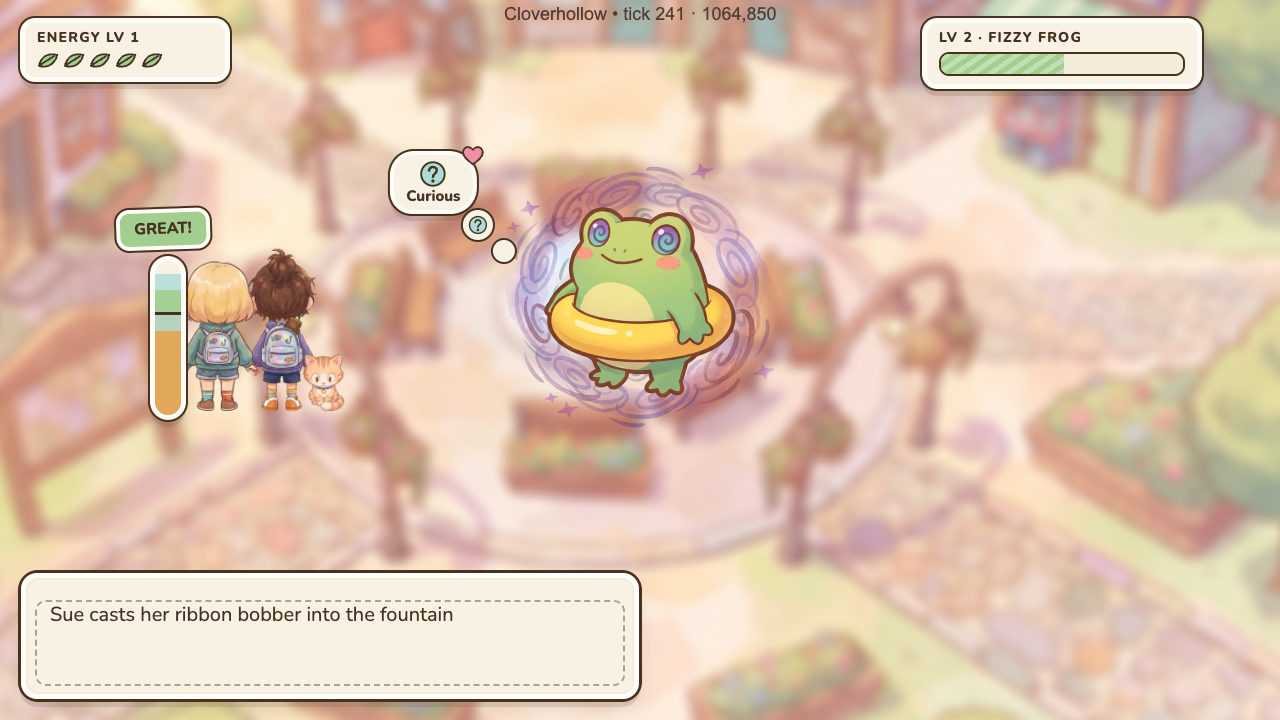 Cloverhollow • tick 241 · 1064,850
ENERGY LV 1
LV 2 · FIZZY FROG
?
Curious
?
GREAT!
Sue casts her ribbon bobber into the fountain